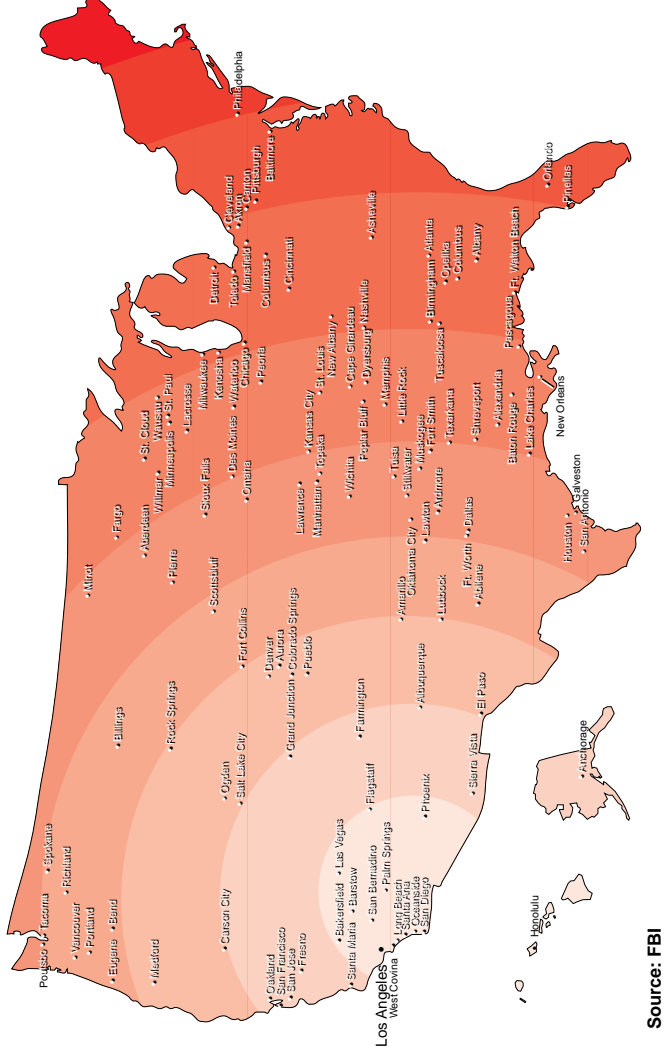 Poulsbo
Tacoma
Spokane
Vancouver
Richland
Portland
Minot
Eugene
Bend
Billings
Fargo
Medford
Aberdeen
St. Cloud
Willmar
Wausau
Rock Springs
Pierre
Minneapolis
St. Paul
Lacrosse
Sioux Falls
Milwaukee
Scottsbluff
Kenosha
Detroit
Carson City
Ogden
Des Moines
Waterloo
Toledo
Cleveland
Akron
Philadelphia
Salt Lake City
Fort Collins
Omaha
Chicago
Mansfield
Canton
Pittsburgh
Oakland
San Francisco
San Jose
Fresno
Denver
Aurora
Colorado Springs
Pueblo
Grand Junction
Peoria
Columbus
Cincinnati
Baltimore
Lawrence
Kansas City
Manhattan
Topeka
St. Louis
New Albany
Bakersfield
Las Vegas
Santa Maria
Barstow
Farmington
Wichita
Cape Girardeau
Poplar Bluff
Dyersburg
Nashville
Asheville
San Bernadino
Flagstaff
Los Angeles
West Covina
Palm Springs
Long Beach
Santa Ana
Oceanside
San Diego
Memphis
Tulsa
Little Rock
Amarillo
Oklahoma City
Stillwater
Muskogee
Fort Smith
Phoenix
Albuquerque
Lawton
Ardmore
Lubbock
Texarkana
Tuscaloosa
Birmingham
Atlanta
Opelika
Columbus
Albany
Sierra Vista
El Paso
Abilene
Ft. Worth
Dallas
Shreveport
Alexandria
Baton Rouge
Lake Charles
Pascagoua
Ft. Walton Beach
New Orleans
Honolulu
Anchorage
Houston
Galveston
San Antonio
Orlando
Pinellas
Source: FBI